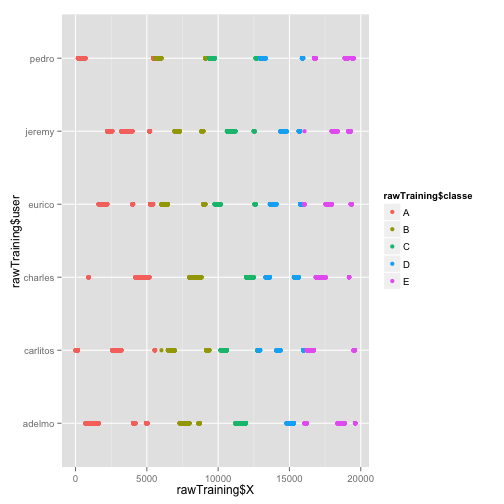 pedro
jeremy
eurico
charles
carlitos
adelmo
rawTraining$user
0 5000 10000 15000 20000
rawTraining$X
rawTraining$classe
A
B
C
D
E